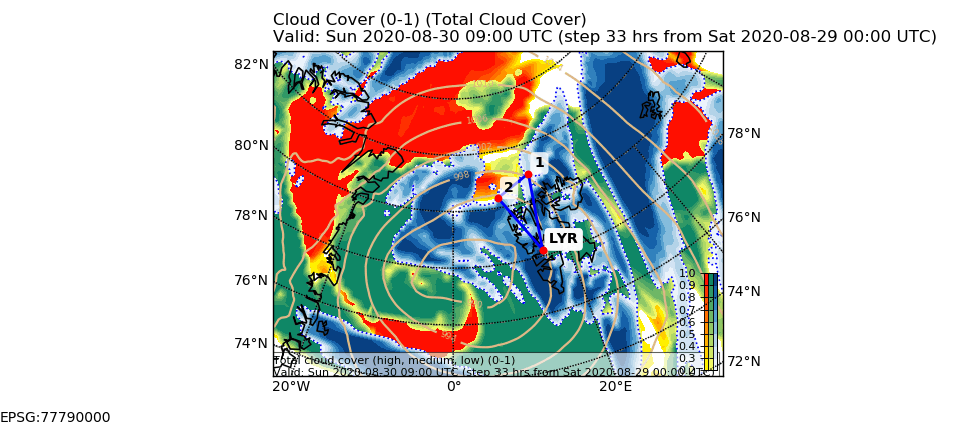 Cloud Cover (0-1) (Total Cloud Cover)
Valid: Sun 2020-08-30 09:00 UTC (step 33 hrs from Sat 2020-08-29 00:00 UTC)
82°N
80°N
78°N
76°N
74°N
78°N
76°N
74°N
72°N
998
1
2
LYR
1.0
0.9
0.8
0.7
0.6
0.5
0.4
0.3
0.2
Total cloud cover (high, medium, low) (0-1)
Valid: Sun 2020-08-30 09:00 UTC (step 33 hrs from Sat 2020-08-29 00:00 UTC)
20°W
0°
20°E
EPSG:77790000